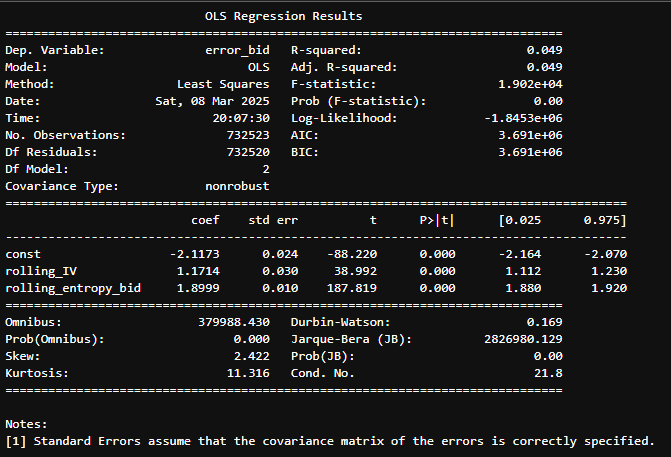 OLS Regression Results
==============================================================================
Dep. Variable:              error_bid   R-squared:                       0.049
Model:                            OLS   Adj. R-squared:                  0.049
Method:                 Least Squares   F-statistic:                 1.902e+04
Date:                Sat, 08 Mar 2025   Prob (F-statistic):               0.00
Time:                        20:07:30   Log-Likelihood:            -1.8453e+06
No. Observations:              732523   AIC:                         3.691e+06
Df Residuals:                  732520   BIC:                         3.691e+06
Df Model:                           2
Covariance Type:            nonrobust
=======================================================================================
                          coef    std err          t      P>|t|      [0.025      0.975]
---------------------------------------------------------------------------------------
const                  -2.1173      0.024    -88.220      0.000      -2.164      -2.070
rolling_IV              1.1714      0.030     38.992      0.000       1.112       1.230
rolling_entropy_bid     1.8999      0.010    187.819      0.000       1.880       1.920
==============================================================================
Omnibus:                   379988.430   Durbin-Watson:                   0.169
Prob(Omnibus):                  0.000   Jarque-Bera (JB):          2826980.129
Skew:                           2.422   Prob(JB):                         0.00
Kurtosis:                      11.316   Cond. No.                         21.8
==============================================================================
Notes:
[1] Standard Errors assume that the covariance matrix of the errors is correctly specified.